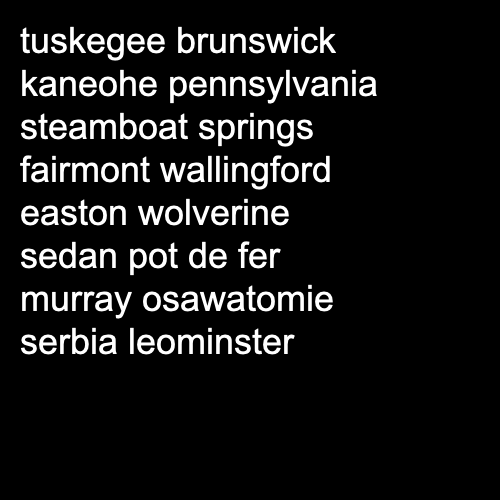 tuskegee brunswick
kaneohe pennsylvania
steamboat springs
fairmont wallingford
easton wolverine
sedan pot de fer
murray osawatomie
serbia leominster